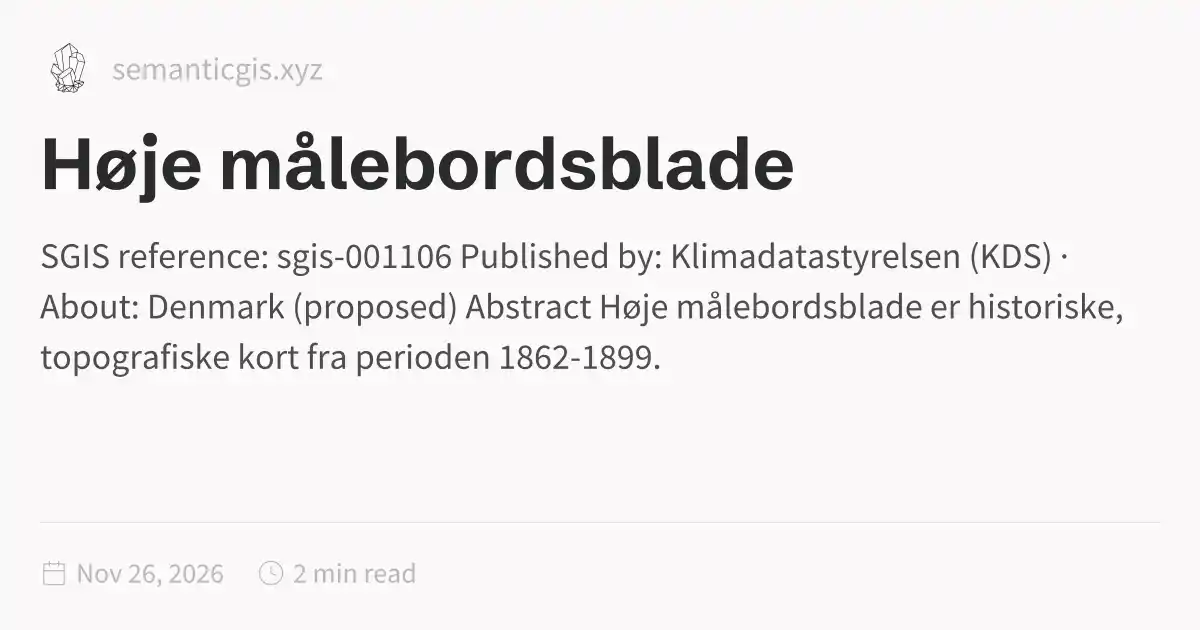 semanticgis.xyz
Høje målebordsblade
SGIS reference: sgis-001106 Published by: Klimadatastyrelsen (KDS) ·
About: Denmark (proposed) Abstract Høje målebordsblade er historiske,
topografiske kort fra perioden 1862-1899.
Nov 26, 2026 2 min read